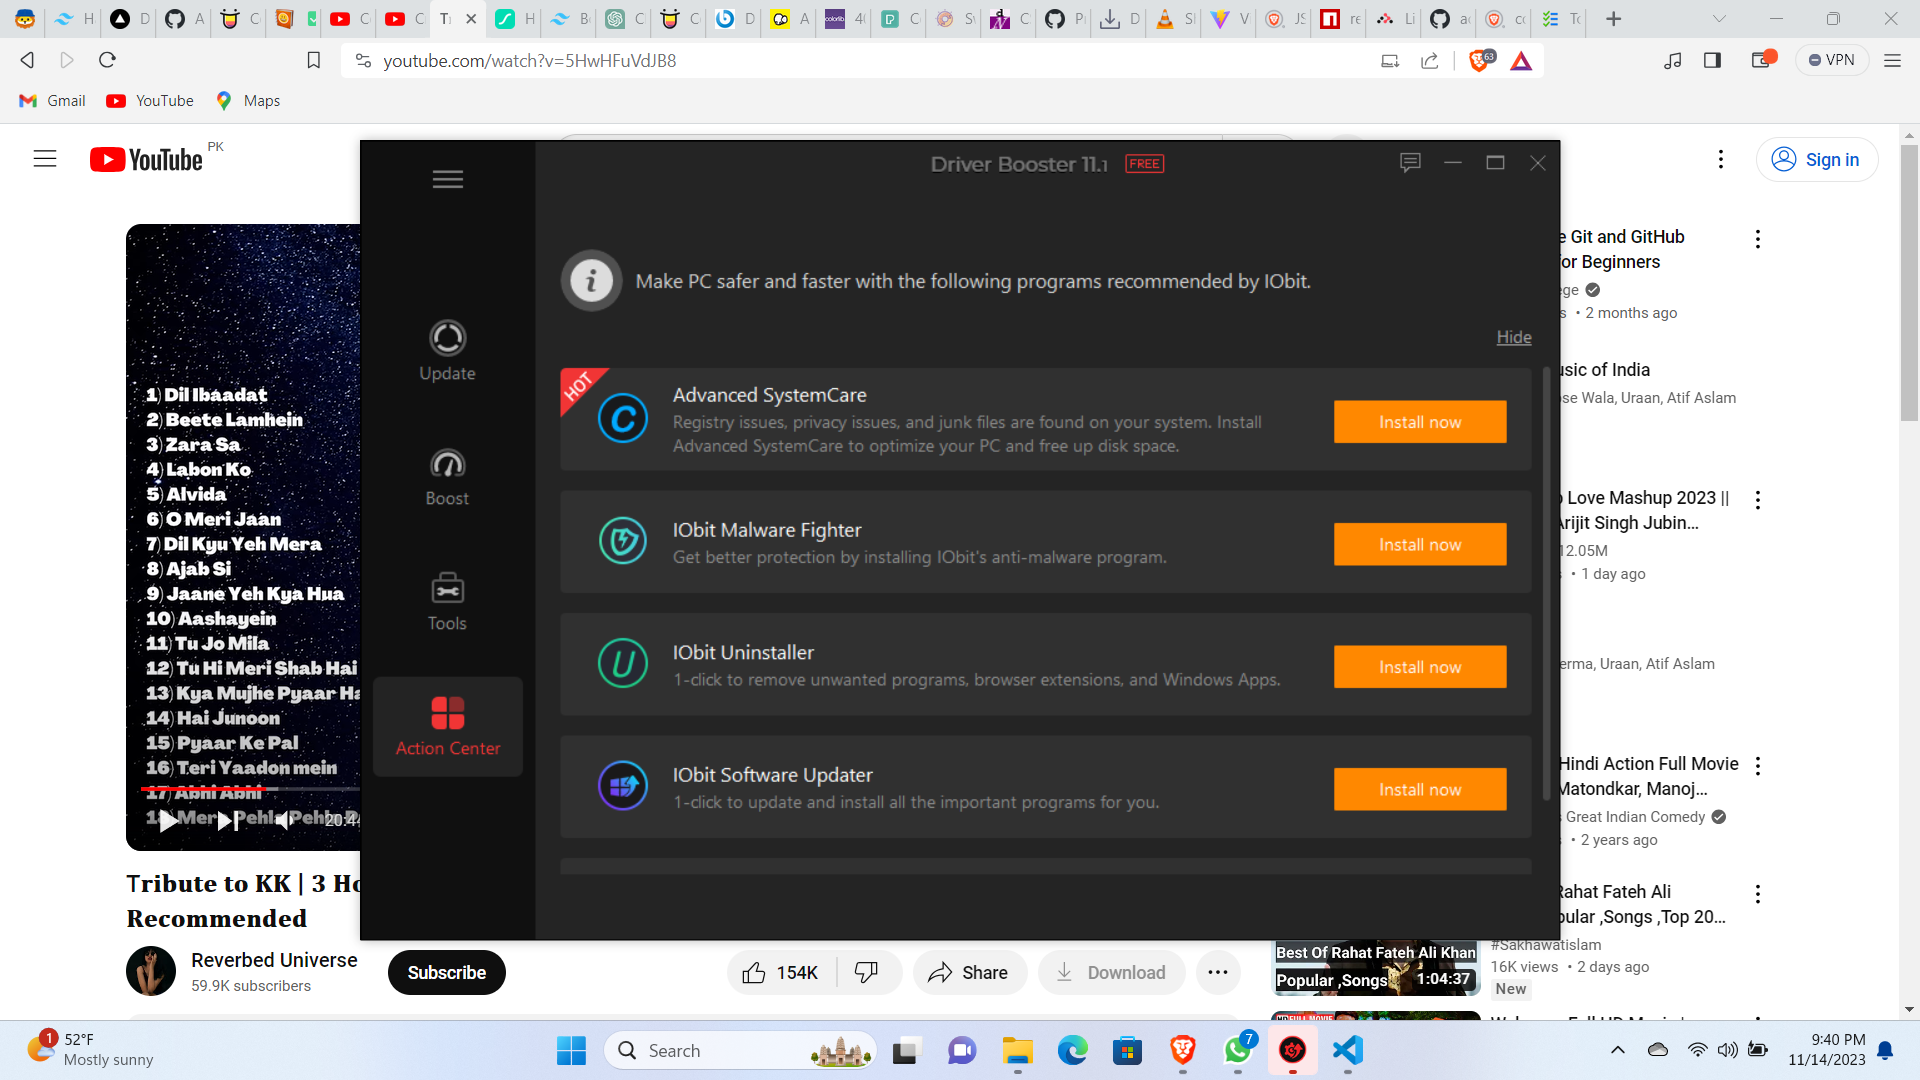 youtube.com/watch?v=5HwHFuVdJB8
63
VPN
Gmail
YouTube
Maps
YouTube PK
Sign in
Driver Booster 11.1 FREE
Make PC safer and faster with the following programs recommended by IObit.
Hide
Update
Boost
Tools
Action Center
HOT
Advanced SystemCare
Registry issues, privacy issues, and junk files are found on your system. Install
Advanced SystemCare to optimize your PC and free up disk space.
Install now
IObit Malware Fighter
Get better protection by installing IObit's anti-malware program.
Install now
IObit Uninstaller
1-click to remove unwanted programs, browser extensions, and Windows Apps.
Install now
IObit Software Updater
1-click to update and install all the important programs for you.
Install now
1) Dil Ibaadat
2) Beete Lamhein
3) Zara Sa
4) Labon Ko
5) Alvida
6) O Meri Jaan
7) Dil Kyu Yeh Mera
8) Ajab Si
9) Jaane Yeh Kya Hua
10) Aashayein
11) Tu Jo Mila
12) Tu Hi Meri Shab Hai
13) Kya Mujhe Pyaar Ha
14) Hai Junoon
15) Pyaar Ke Pal
16) Teri Yaadon mein
17) Abhi Abhi
20:44
Tribute to KK | 3 Ho
Recommended
Reverbed Universe
59.9K subscribers
Subscribe
154K
Share
Download
e Git and GitHub
or Beginners
ege
s • 2 months ago
usic of India
ose Wala, Uraan, Atif Aslam
Love Mashup 2023 ||
Arijit Singh Jubin...
12.05M
• 1 day ago
erma, Uraan, Atif Aslam
Hindi Action Full Movie
Matondkar, Manoj...
Great Indian Comedy
• 2 years ago
Rahat Fateh Ali
pular ,Songs ,Top 20...
#Sakhawatislam
16K views • 2 days ago
New
Best Of Rahat Fateh Ali Khan
Popular ,Songs
1:04:37
1
52°F
Mostly sunny
Search
7
9:40 PM
11/14/2023